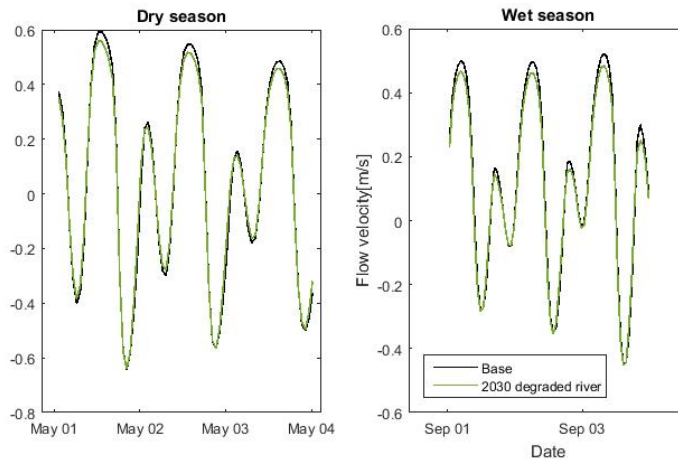 Dry season
0.6
0.4
0.2
0
-0.2
-0.4
-0.6
-0.8
May 01 May 02 May 03 May 04
Wet season
Flow velocity[m/s]
0.6
0.4
0.2
0
-0.2
-0.4
-0.6
Base
2030 degraded river
Sep 01 Sep 03
Date